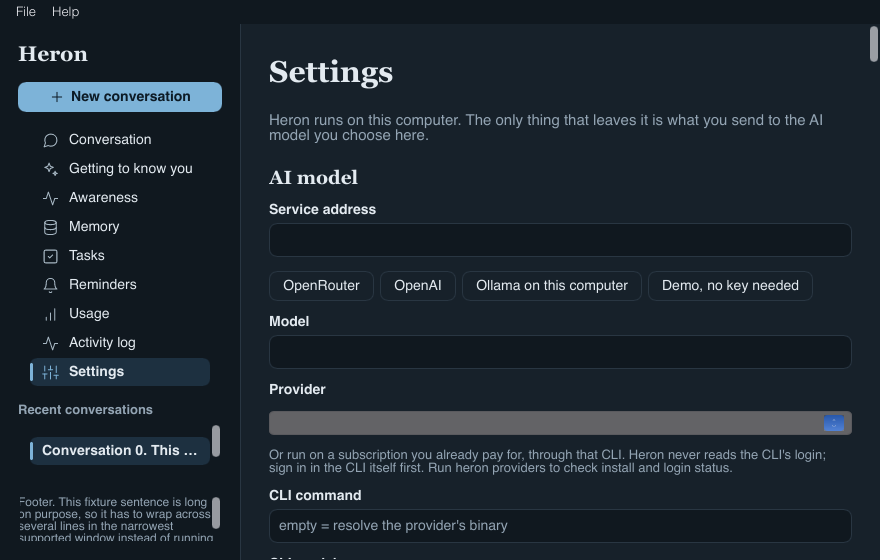 File Help
Heron
New conversation
Conversation
Getting to know you
Awareness
Memory
Tasks
Reminders
Usage
Activity log
Settings
Recent conversations
Conversation 0. This …
Footer. This fixture sentence is long
on purpose, so it has to wrap across
several lines in the narrowest
supported window instead of running
Settings
Heron runs on this computer. The only thing that leaves it is what you send to the AI
model you choose here.
AI model
Service address
OpenRouter OpenAI Ollama on this computer Demo, no key needed
Model
Provider
Or run on a subscription you already pay for, through that CLI. Heron never reads the CLI's login;
sign in in the CLI itself first. Run heron providers to check install and login status.
CLI command
empty = resolve the provider's binary